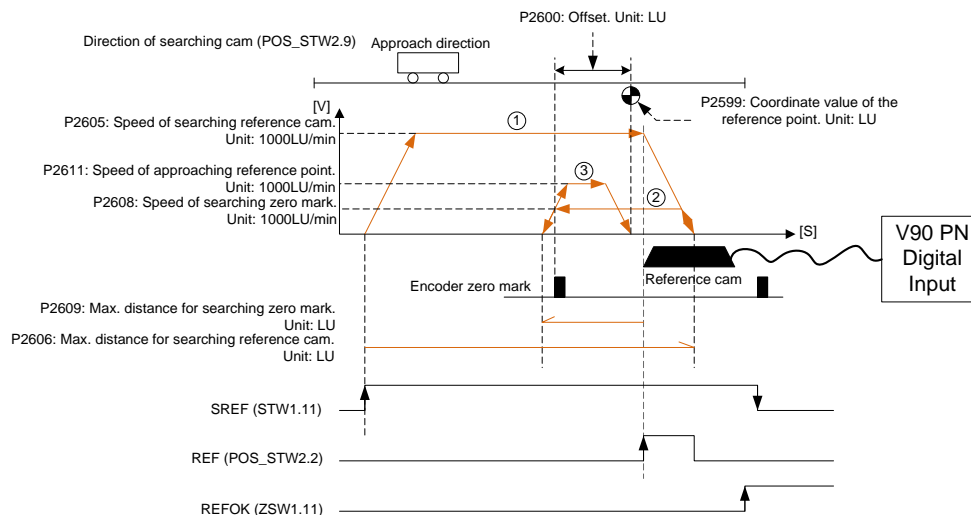 P2600: Offset. Unit: LU
Direction of searching cam (POS_STW2.9)
Approach direction
[V]
P2599: Coordinate value of the
reference point. Unit: LU
P2605: Speed of searching reference cam.
Unit: 1000LU/min
①
P2611: Speed of approaching reference point.
Unit: 1000LU/min
③
P2608: Speed of searching zero mark.
Unit: 1000LU/min
②
[S]
V90 PN
Digital
Input
Encoder zero mark
Reference cam
P2609: Max. distance for searching zero mark.
Unit: LU
P2606: Max. distance for searching reference cam.
Unit: LU
SREF (STW1.11)
REF (POS_STW2.2)
REFOK (ZSW1.11)